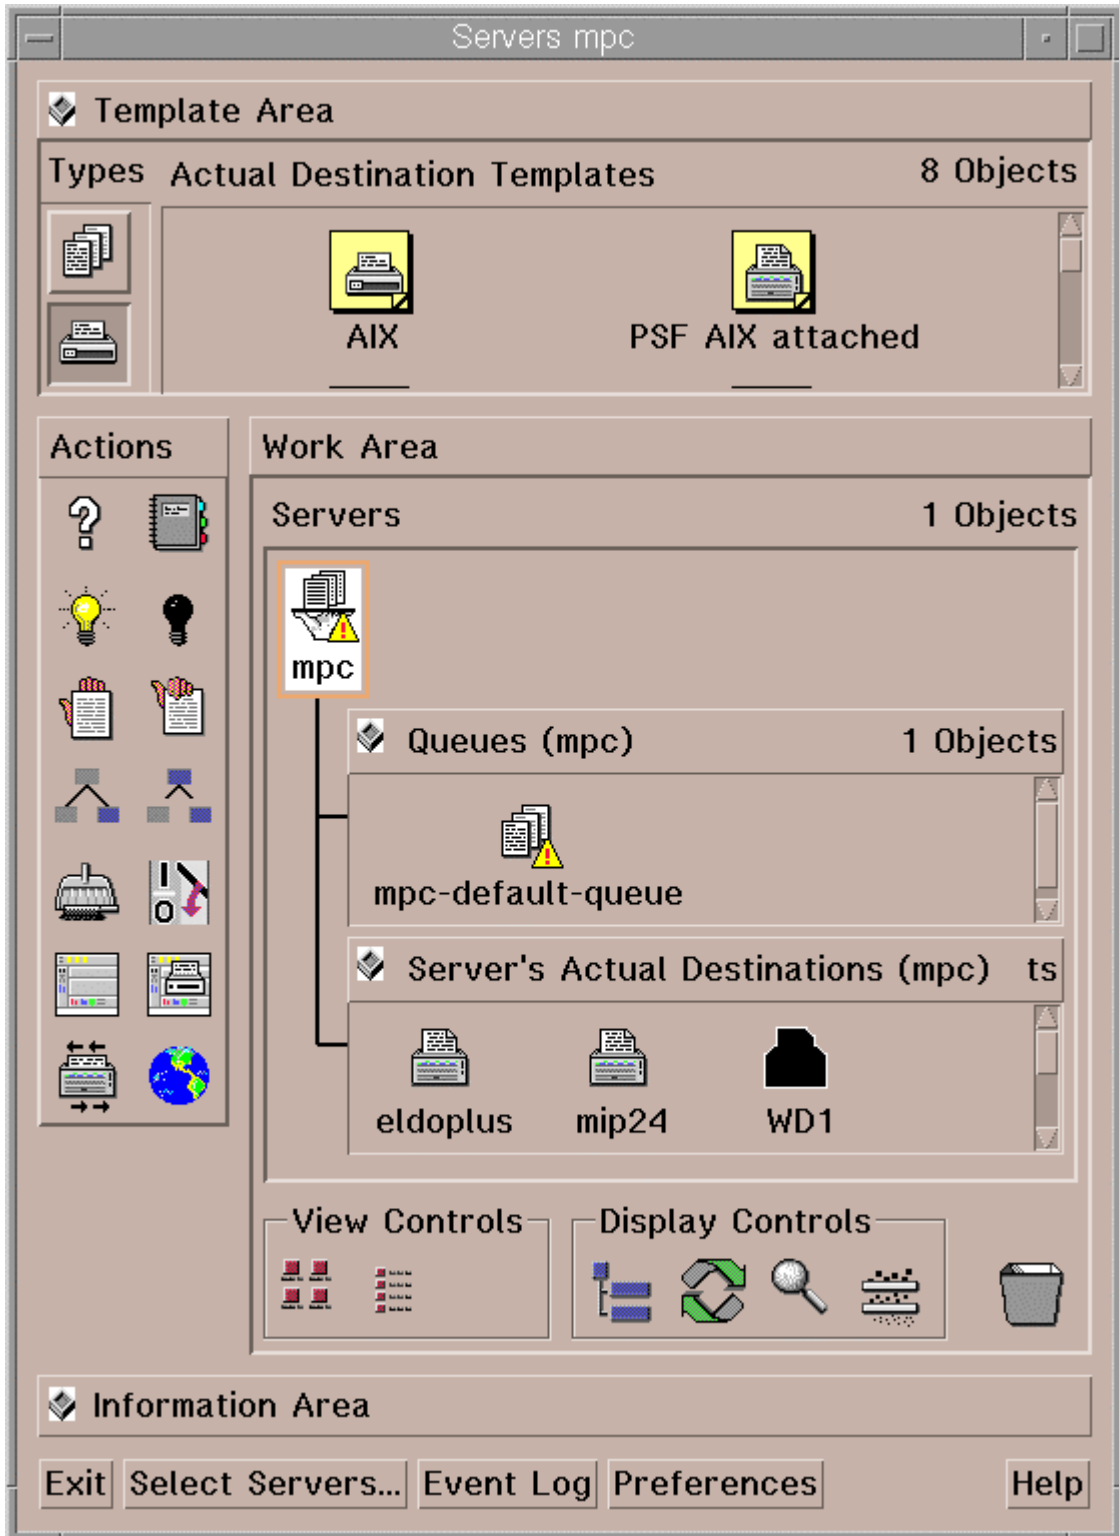 Servers mpc
Template Area
Types Actual Destination Templates 8 Objects
AIX PSF AIX attached
Actions Work Area
Servers 1 Objects
mpc
Queues (mpc) 1 Objects
mpc-default-queue
Server's Actual Destinations (mpc) ts
eldoplus mip24 WD1
View Controls Display Controls
Information Area
Exit Select Servers... Event Log Preferences Help